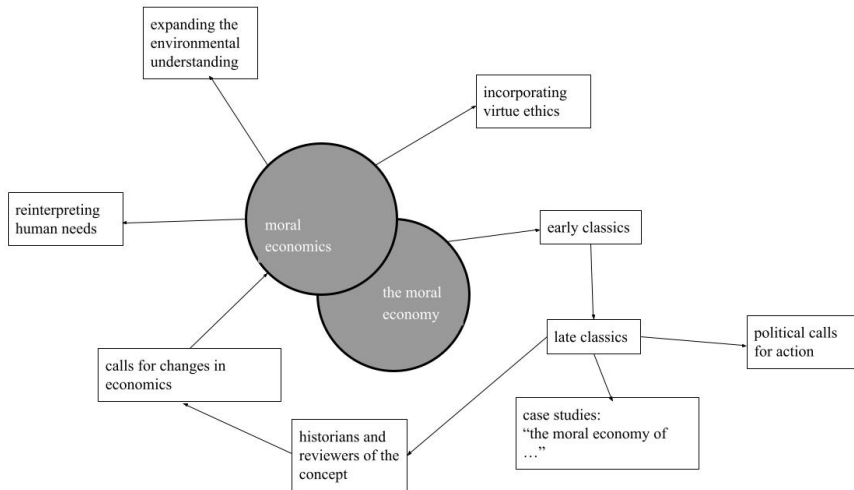 expanding the
environmental
understanding
incorporating
virtue ethics
reinterpreting
human needs
moral
economics
early classics
the moral
economy
late classics
political calls
for action
calls for changes in
economics
case studies:
“the moral economy of
…”
historians and
reviewers of the
concept